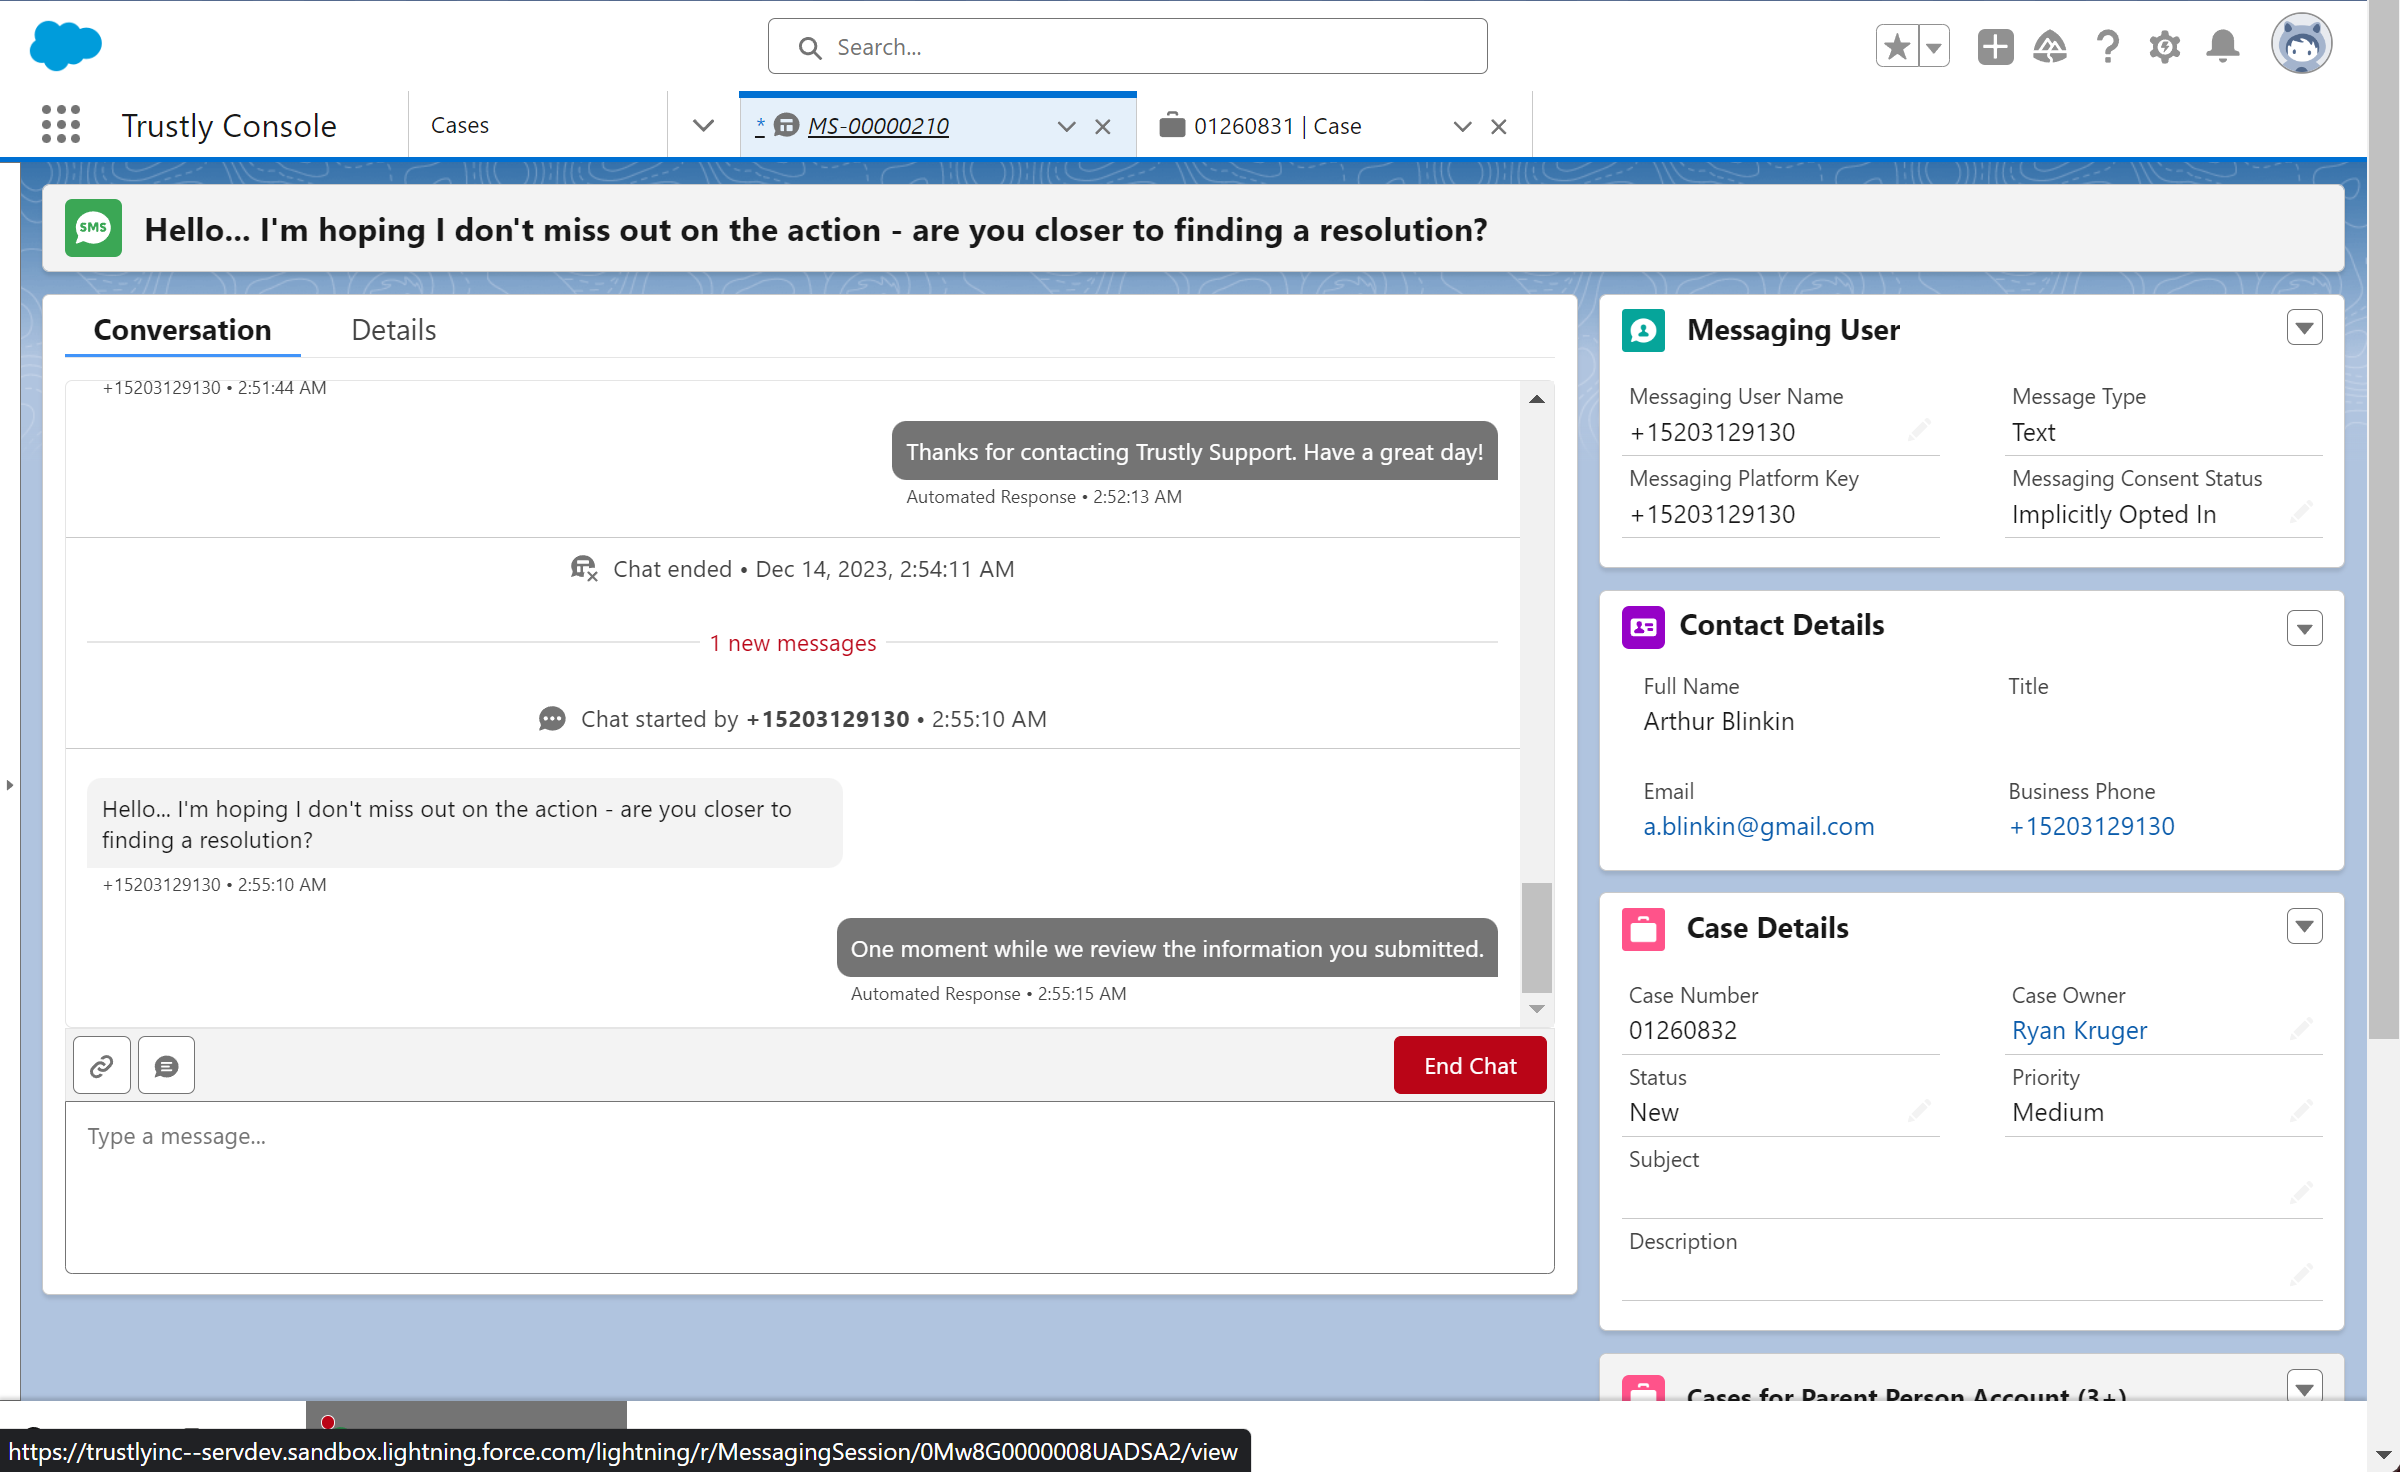 Search...
Trustly Console
Cases
* MS-00000210
01260831 | Case
SMS
Hello... I'm hoping I don't miss out on the action - are you closer to finding a resolution?
Conversation
Details
+15203129130 • 2:51:44 AM
Thanks for contacting Trustly Support. Have a great day!
Automated Response • 2:52:13 AM
Chat ended • Dec 14, 2023, 2:54:11 AM
1 new messages
Chat started by +15203129130 • 2:55:10 AM
Hello... I'm hoping I don't miss out on the action - are you closer to
finding a resolution?
+15203129130 • 2:55:10 AM
One moment while we review the information you submitted.
Automated Response • 2:55:15 AM
End Chat
Type a message...
Messaging User
Messaging User Name
+15203129130
Message Type
Text
Messaging Platform Key
+15203129130
Messaging Consent Status
Implicitly Opted In
Contact Details
Full Name
Arthur Blinkin
Title
Email
a.blinkin@gmail.com
Business Phone
+15203129130
Case Details
Case Number
01260832
Case Owner
Ryan Kruger
Status
New
Priority
Medium
Subject
Description
Cases for Parent Person Account (3+)
https://trustlyinc--servdev.sandbox.lightning.force.com/lightning/r/MessagingSession/0Mw8G0000008UADSA2/view